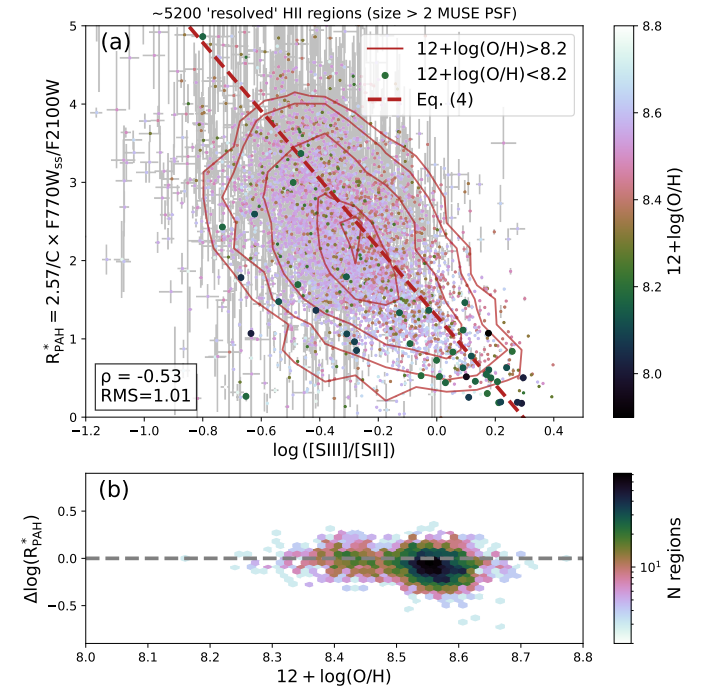 ~5200 'resolved' HII regions (size > 2 MUSE PSF)
(a)
12+log(O/H)>8.2
12+log(O/H)<8.2
Eq. (4)
ρ = -0.53
RMS=1.01
R*PAH = 2.57/C × F770Wss/F2100W
0
1
2
3
4
5
−1.2 −1.0 −0.8 −0.6 −0.4 −0.2 0.0 0.2 0.4
log ([SIII]/[SII])
8.8
8.6
8.4
8.2
8.0
12+log(O/H)
(b)
Δlog(R*PAH)
0.5
0.0
−0.5
8.0 8.1 8.2 8.3 8.4 8.5 8.6 8.7 8.8
12 + log(O/H)
10¹
N regions